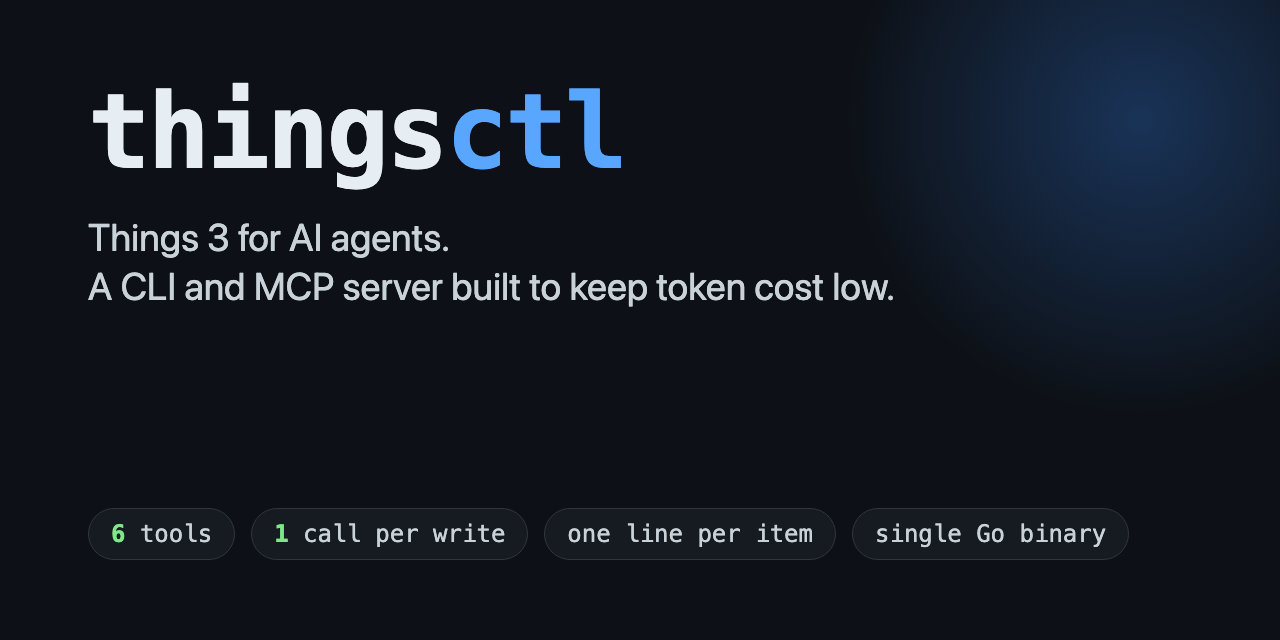 thingsctl
Things 3 for AI agents.
A CLI and MCP server built to keep token cost low.
6 tools
1 call per write
one line per item
single Go binary